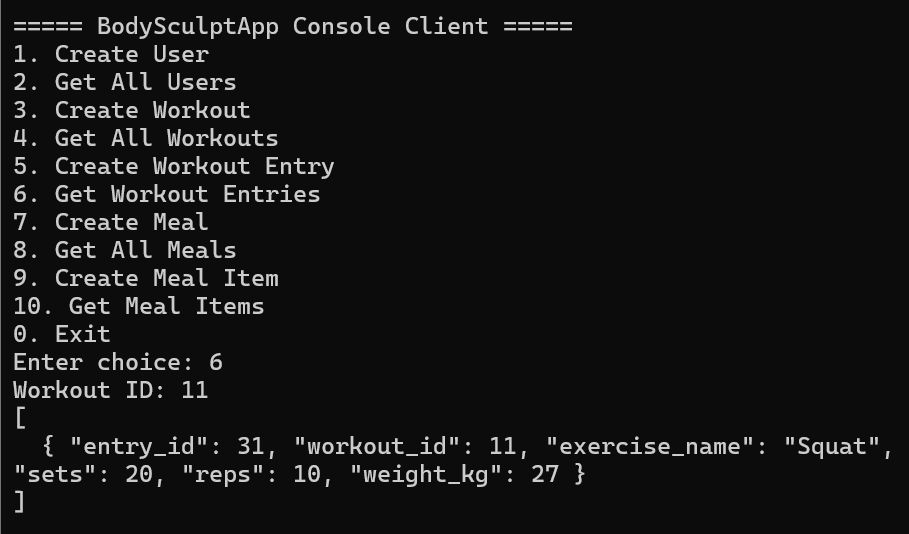 ===== BodySculptApp Console Client =====
1. Create User
2. Get All Users
3. Create Workout
4. Get All Workouts
5. Create Workout Entry
6. Get Workout Entries
7. Create Meal
8. Get All Meals
9. Create Meal Item
10. Get Meal Items
0. Exit
Enter choice: 6
Workout ID: 11
[
  { "entry_id": 31, "workout_id": 11, "exercise_name": "Squat",
"sets": 20, "reps": 10, "weight_kg": 27 }
]